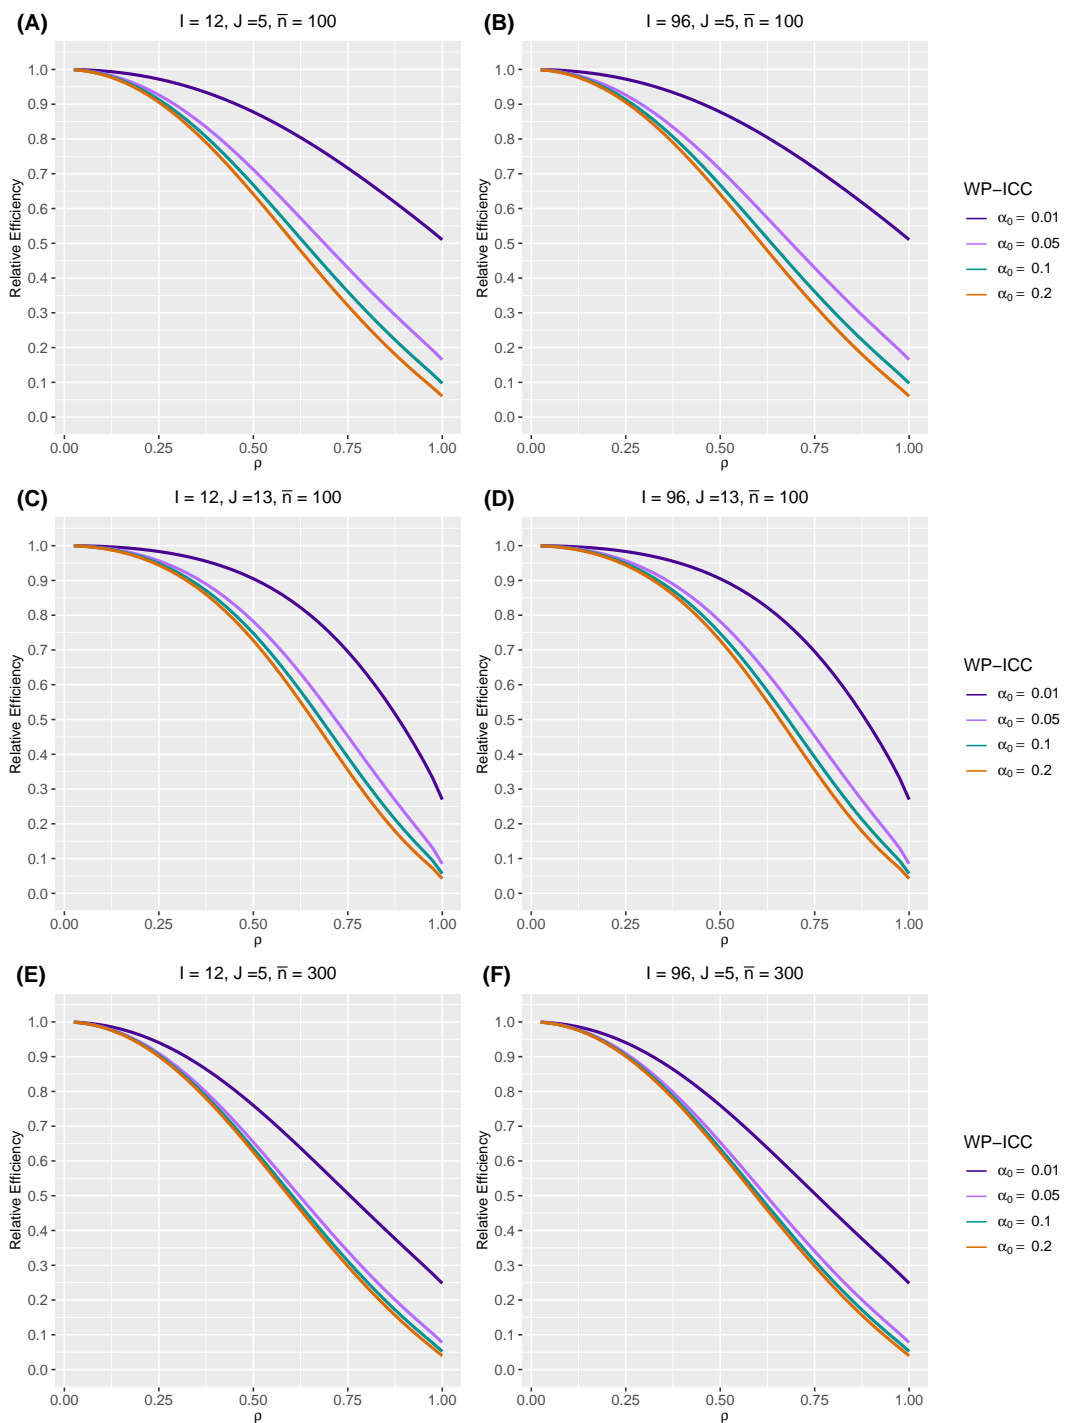 (A)
I = 12, J =5, n̅ = 100
Relative Efficiency
1.0
0.9
0.8
0.7
0.6
0.5
0.4
0.3
0.2
0.1
0.0
0.00 0.25 0.50 0.75 1.00
ρ
(B)
I = 96, J =5, n̅ = 100
Relative Efficiency
1.0
0.9
0.8
0.7
0.6
0.5
0.4
0.3
0.2
0.1
0.0
0.00 0.25 0.50 0.75 1.00
ρ
WP−ICC
α₀ = 0.01
α₀ = 0.05
α₀ = 0.1
α₀ = 0.2
(C)
I = 12, J =13, n̅ = 100
Relative Efficiency
1.0
0.9
0.8
0.7
0.6
0.5
0.4
0.3
0.2
0.1
0.0
0.00 0.25 0.50 0.75 1.00
ρ
(D)
I = 96, J =13, n̅ = 100
Relative Efficiency
1.0
0.9
0.8
0.7
0.6
0.5
0.4
0.3
0.2
0.1
0.0
0.00 0.25 0.50 0.75 1.00
ρ
WP−ICC
α₀ = 0.01
α₀ = 0.05
α₀ = 0.1
α₀ = 0.2
(E)
I = 12, J =5, n̅ = 300
Relative Efficiency
1.0
0.9
0.8
0.7
0.6
0.5
0.4
0.3
0.2
0.1
0.0
0.00 0.25 0.50 0.75 1.00
ρ
(F)
I = 96, J =5, n̅ = 300
Relative Efficiency
1.0
0.9
0.8
0.7
0.6
0.5
0.4
0.3
0.2
0.1
0.0
0.00 0.25 0.50 0.75 1.00
ρ
WP−ICC
α₀ = 0.01
α₀ = 0.05
α₀ = 0.1
α₀ = 0.2